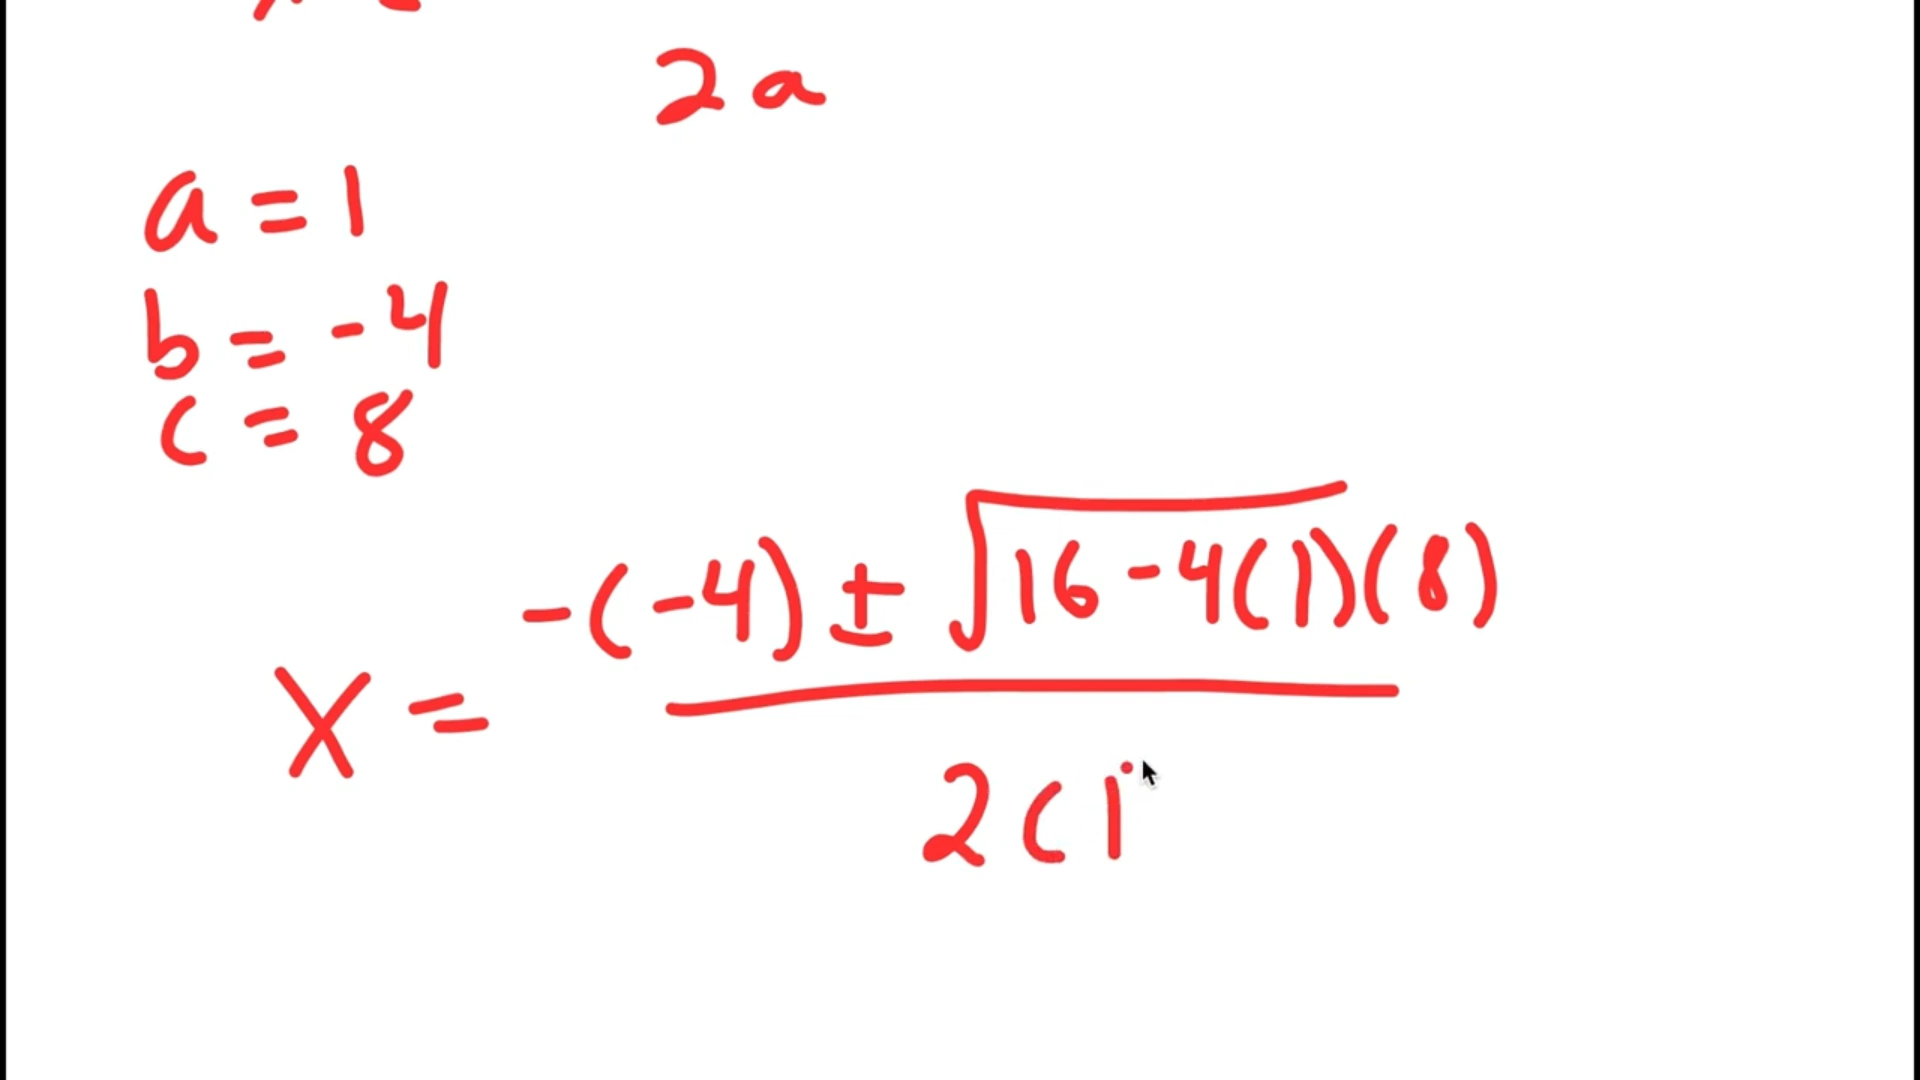 2a
a = 1
b = -4
c = 8
x = -(-4) ± √16-4(1)(8)
2(1